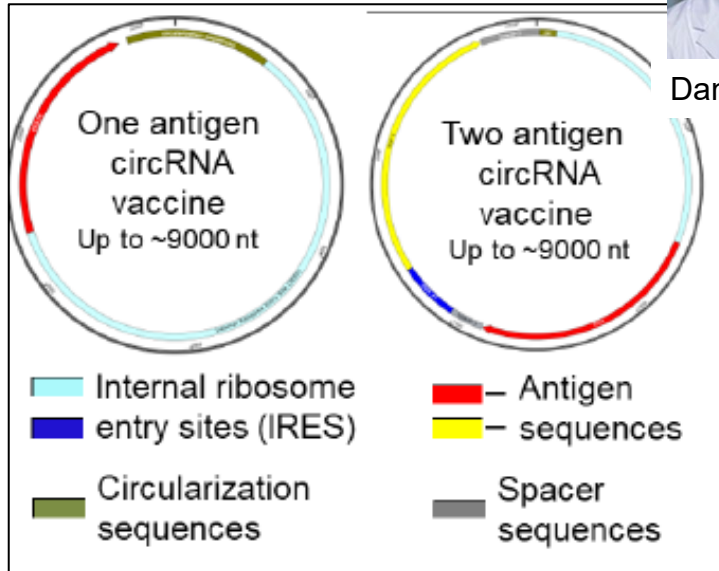 Dar
One antigen
circRNA
vaccine
Up to ~9000 nt
Two antigen
circRNA
vaccine
Up to ~9000 nt
Internal ribosome
entry sites (IRES)
Antigen
sequences
Circularization
sequences
Spacer
sequences